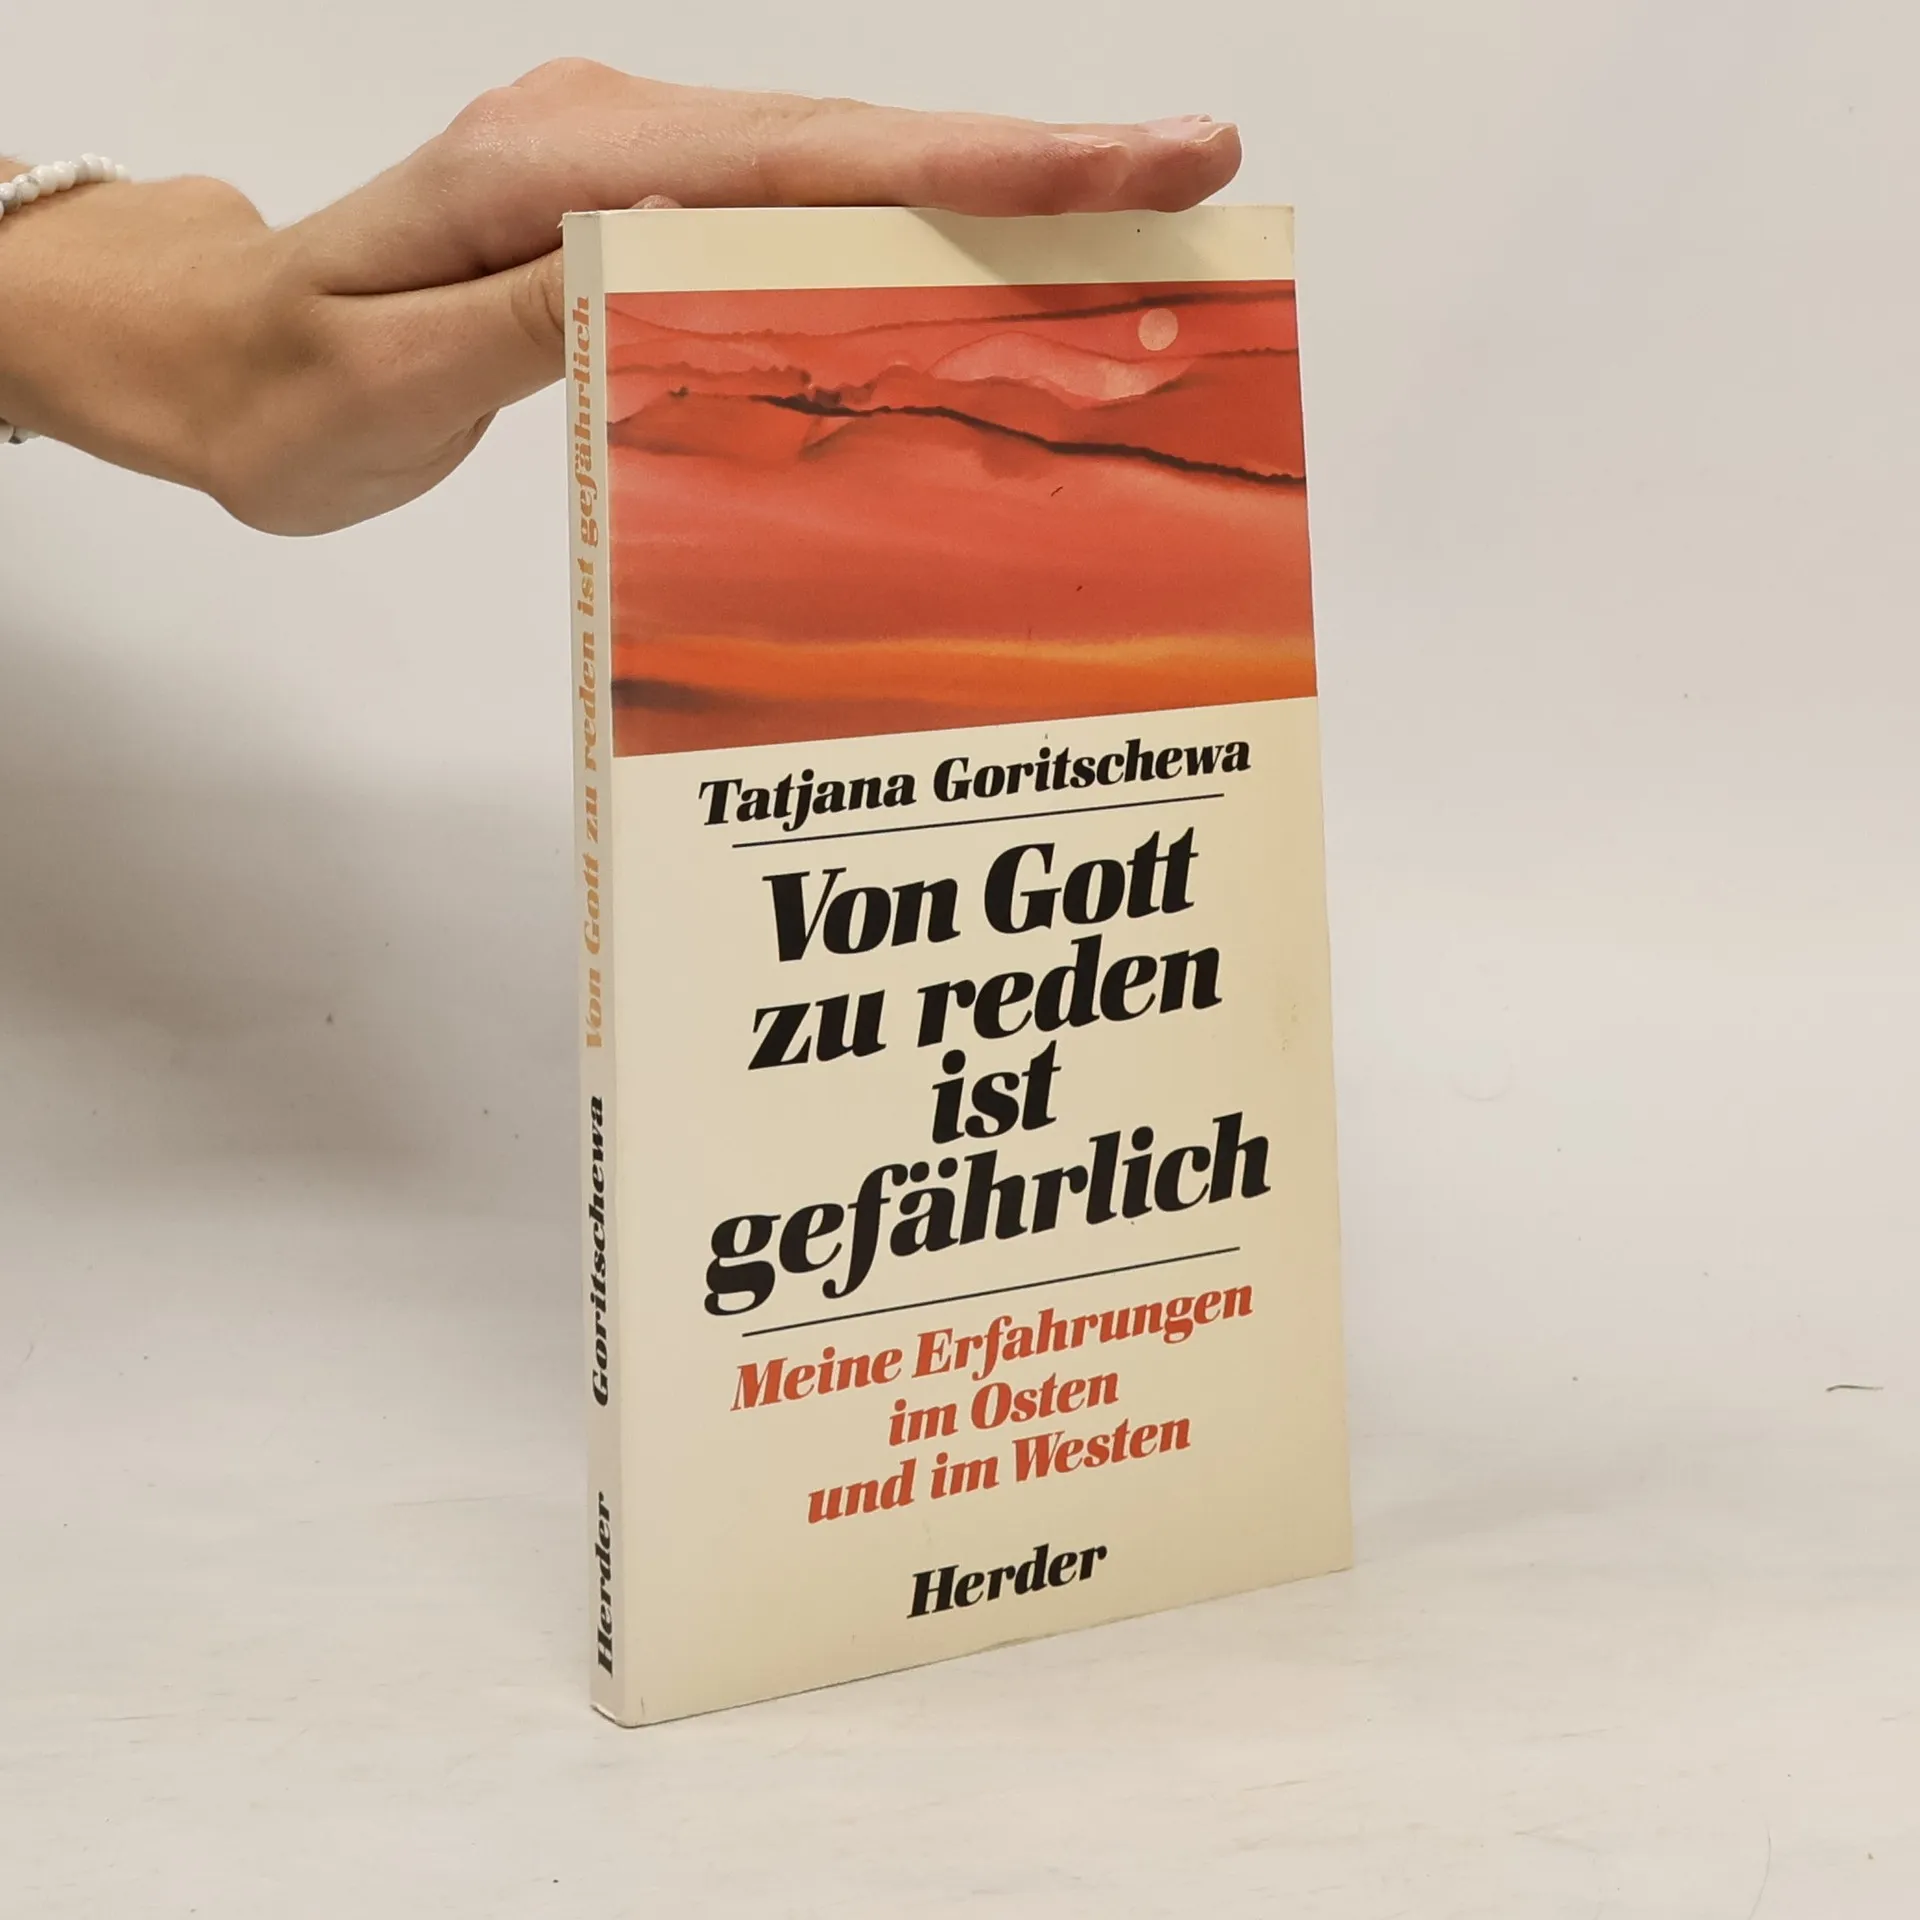 Tatjana Goritschewa
Von Gott
zu reden
ist
gefährlich
Meine Erfahrungen
im Osten
und im Westen
Herder
Herder Goritschewa Von Gott zu reden ist gefährlich